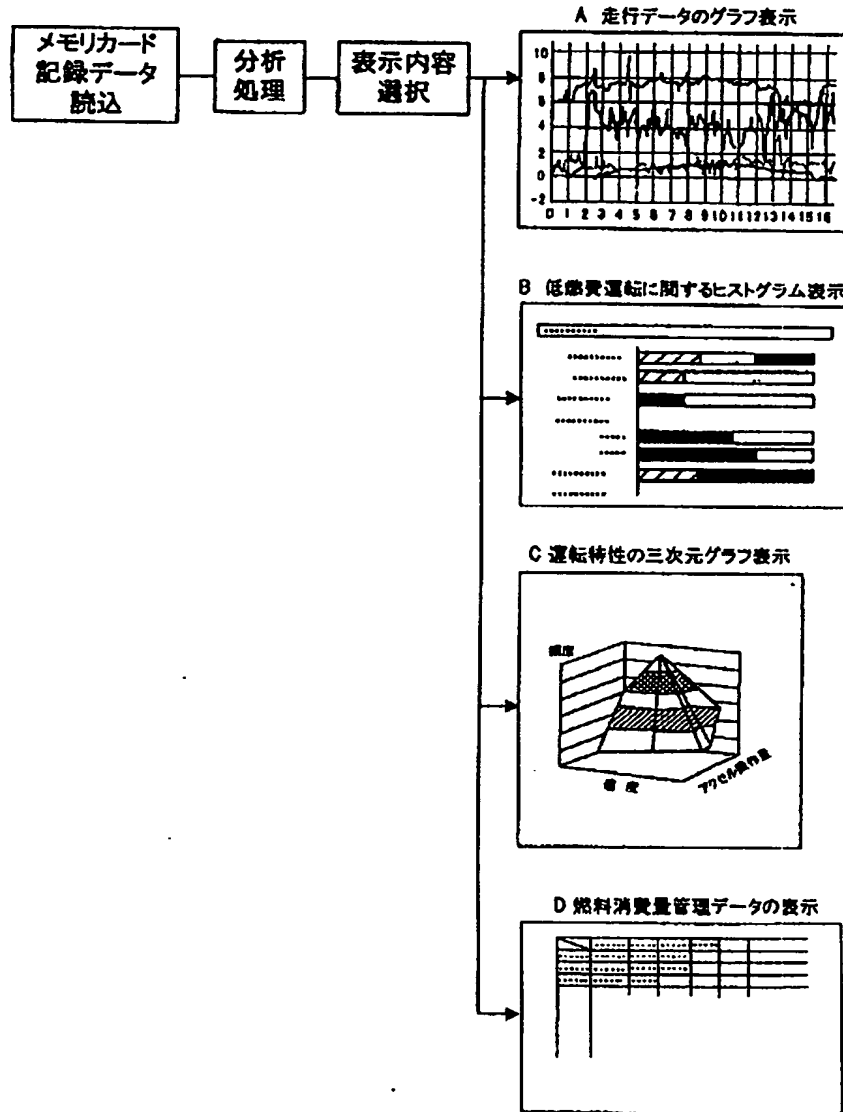 メモリカード
記録データ
読込
分析
処理
表示内容
選択
A 走行データのグラフ表示
10
8
6
4
2
0
-2
0 1 2 3 4 5 6 7 8 9 10 11 12 13 14 15 16
B 低燃費運転に関するヒストグラム表示
C 運転特性の三次元グラフ表示
頻度
アクセル操作量
D 燃料消費量管理データの表示